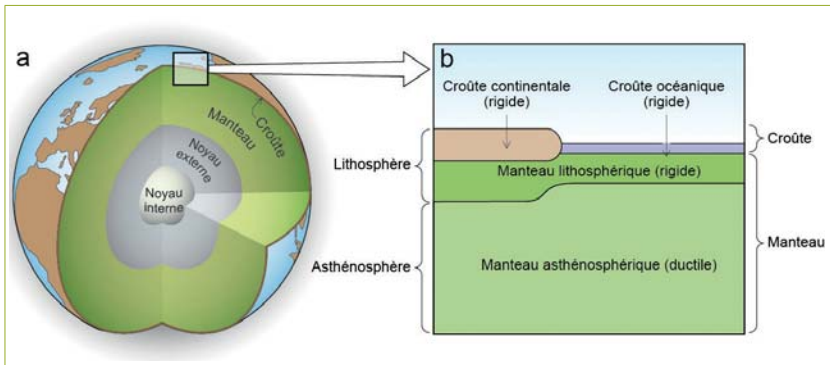 a
Manteau
Croûte
Noyau
externe
Noyau
interne
b
Croûte continentale
(rigide)
Croûte océanique
(rigide)
Croûte
Lithosphère
Manteau lithosphérique (rigide)
Manteau
Asthénosphère
Manteau asthénosphérique (ductile)